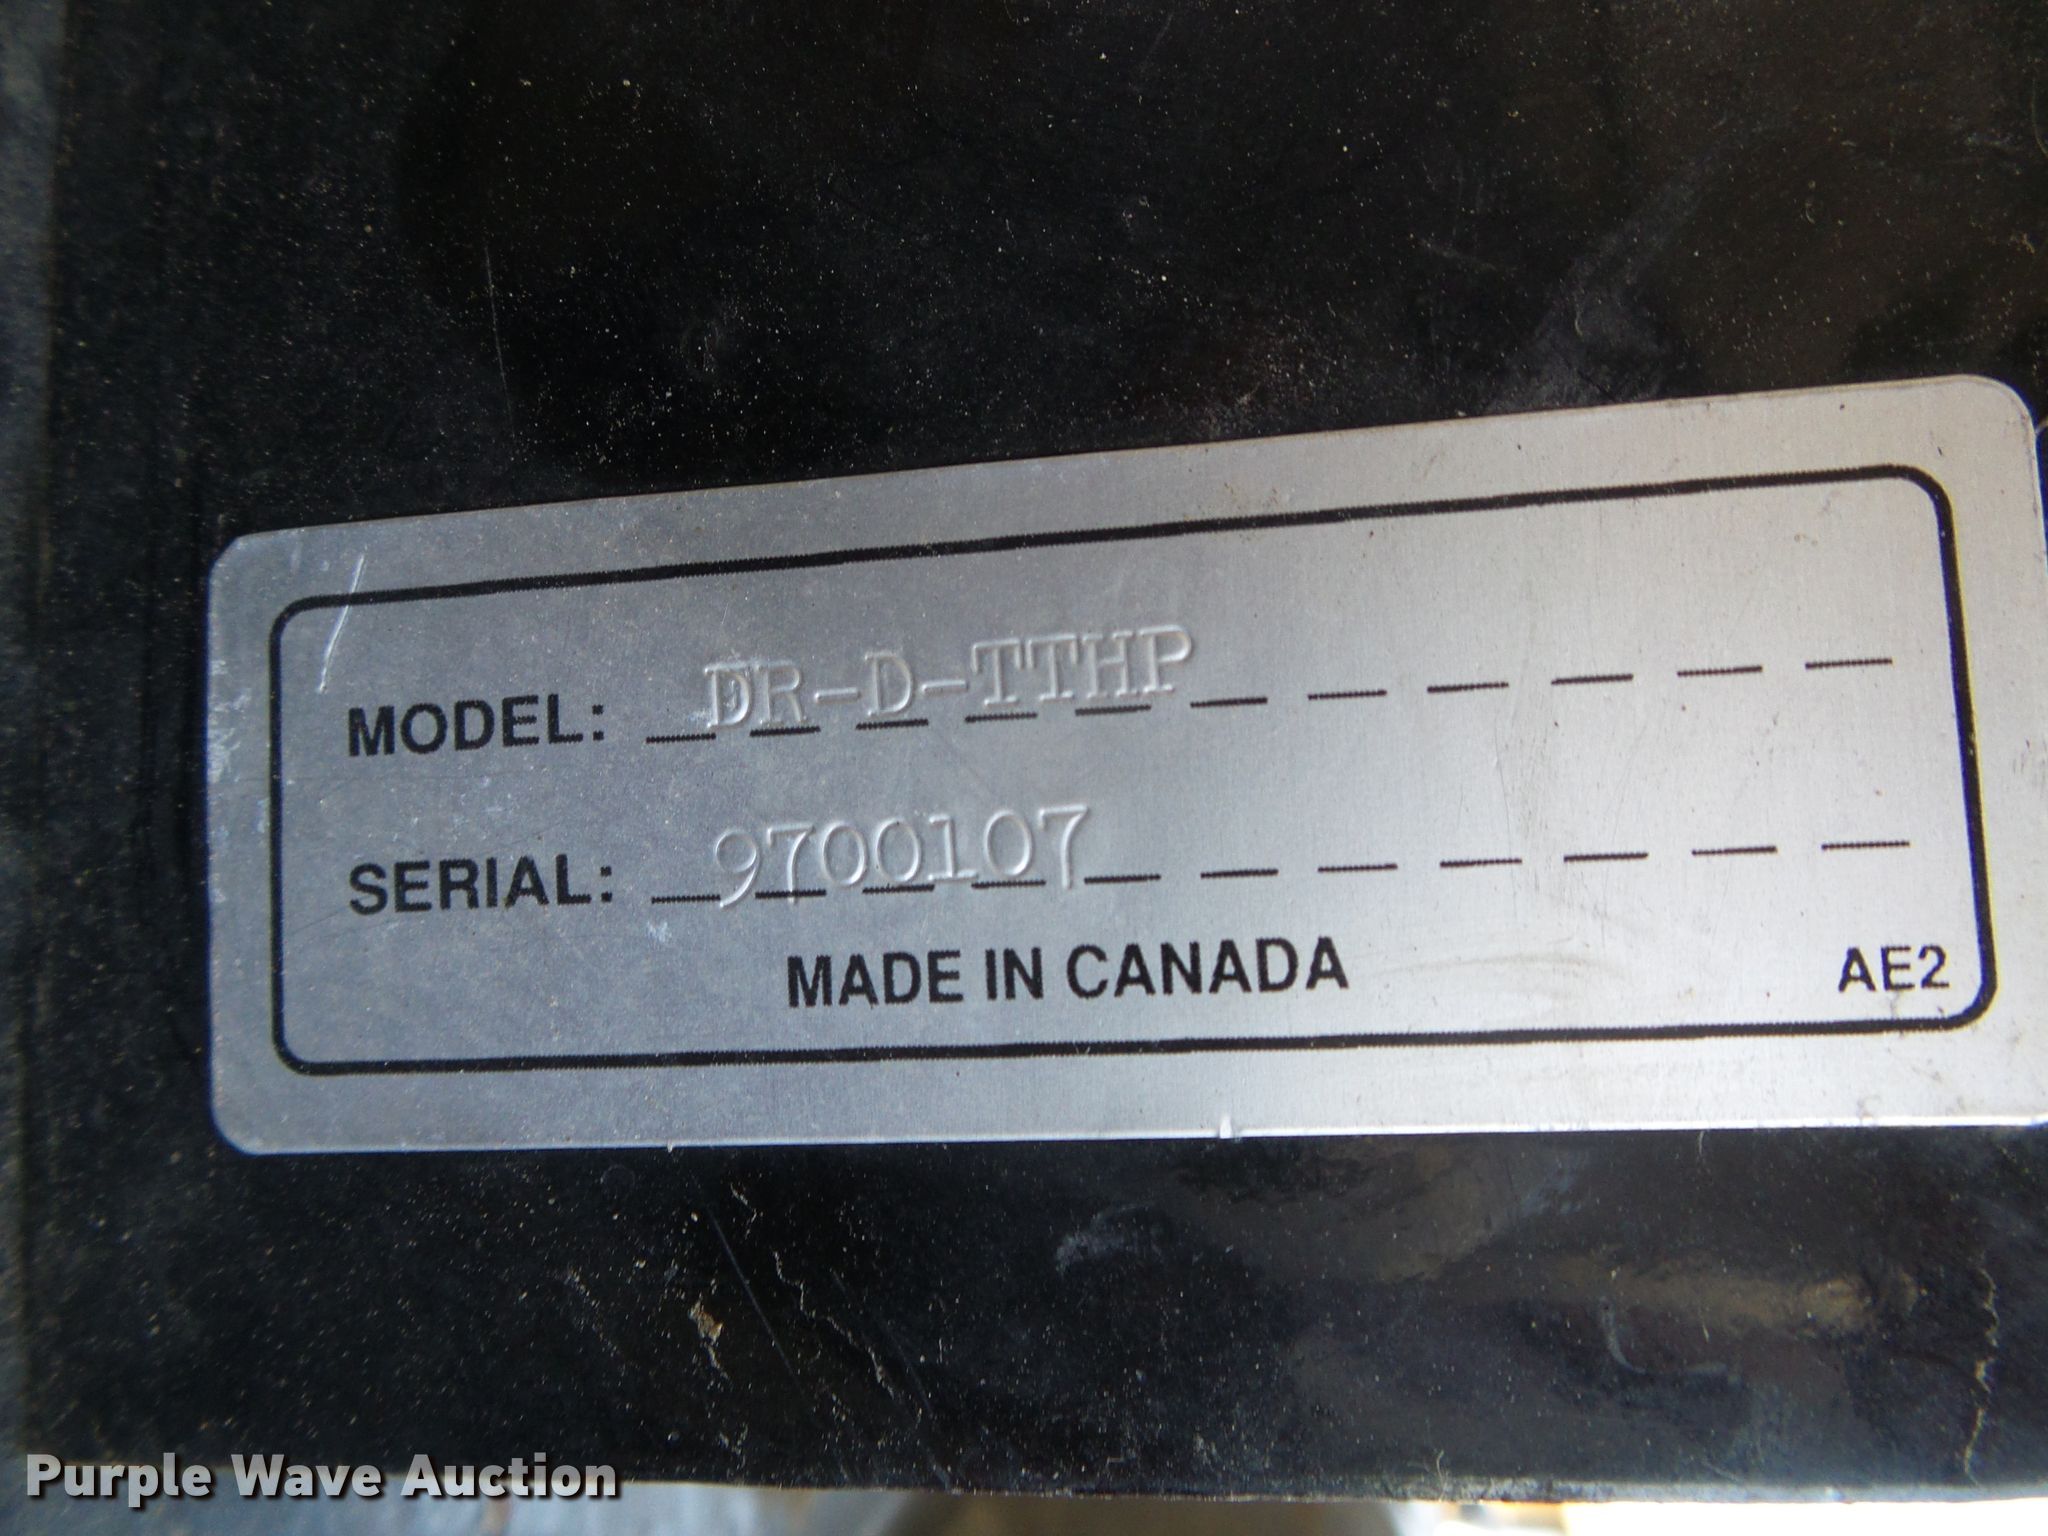 MODEL: DR-D-TTHP
SERIAL: 9700107
MADE IN CANADA
AE2
Purple Wave Auction